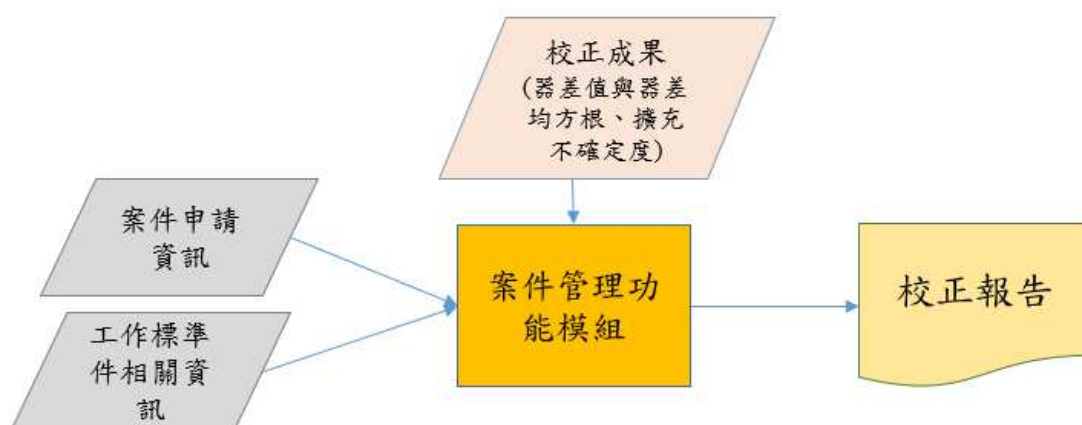 校正成果
(器差值與器差
均方根、擴充
不確定度)
案件申請
資訊
工作標準
件相關資
訊
案件管理功
能模組
校正報告